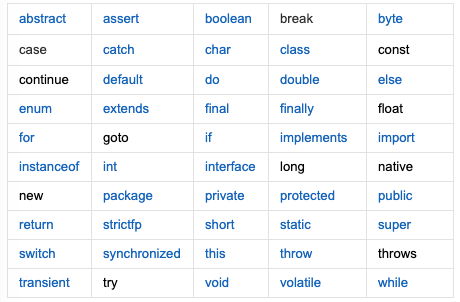 abstract assert boolean break byte
case catch char class const
continue default do double else
enum extends final finally float
for goto if implements import
instanceof int interface long native
new package private protected public
return strictfp short static super
switch synchronized this throw throws
transient try void volatile while